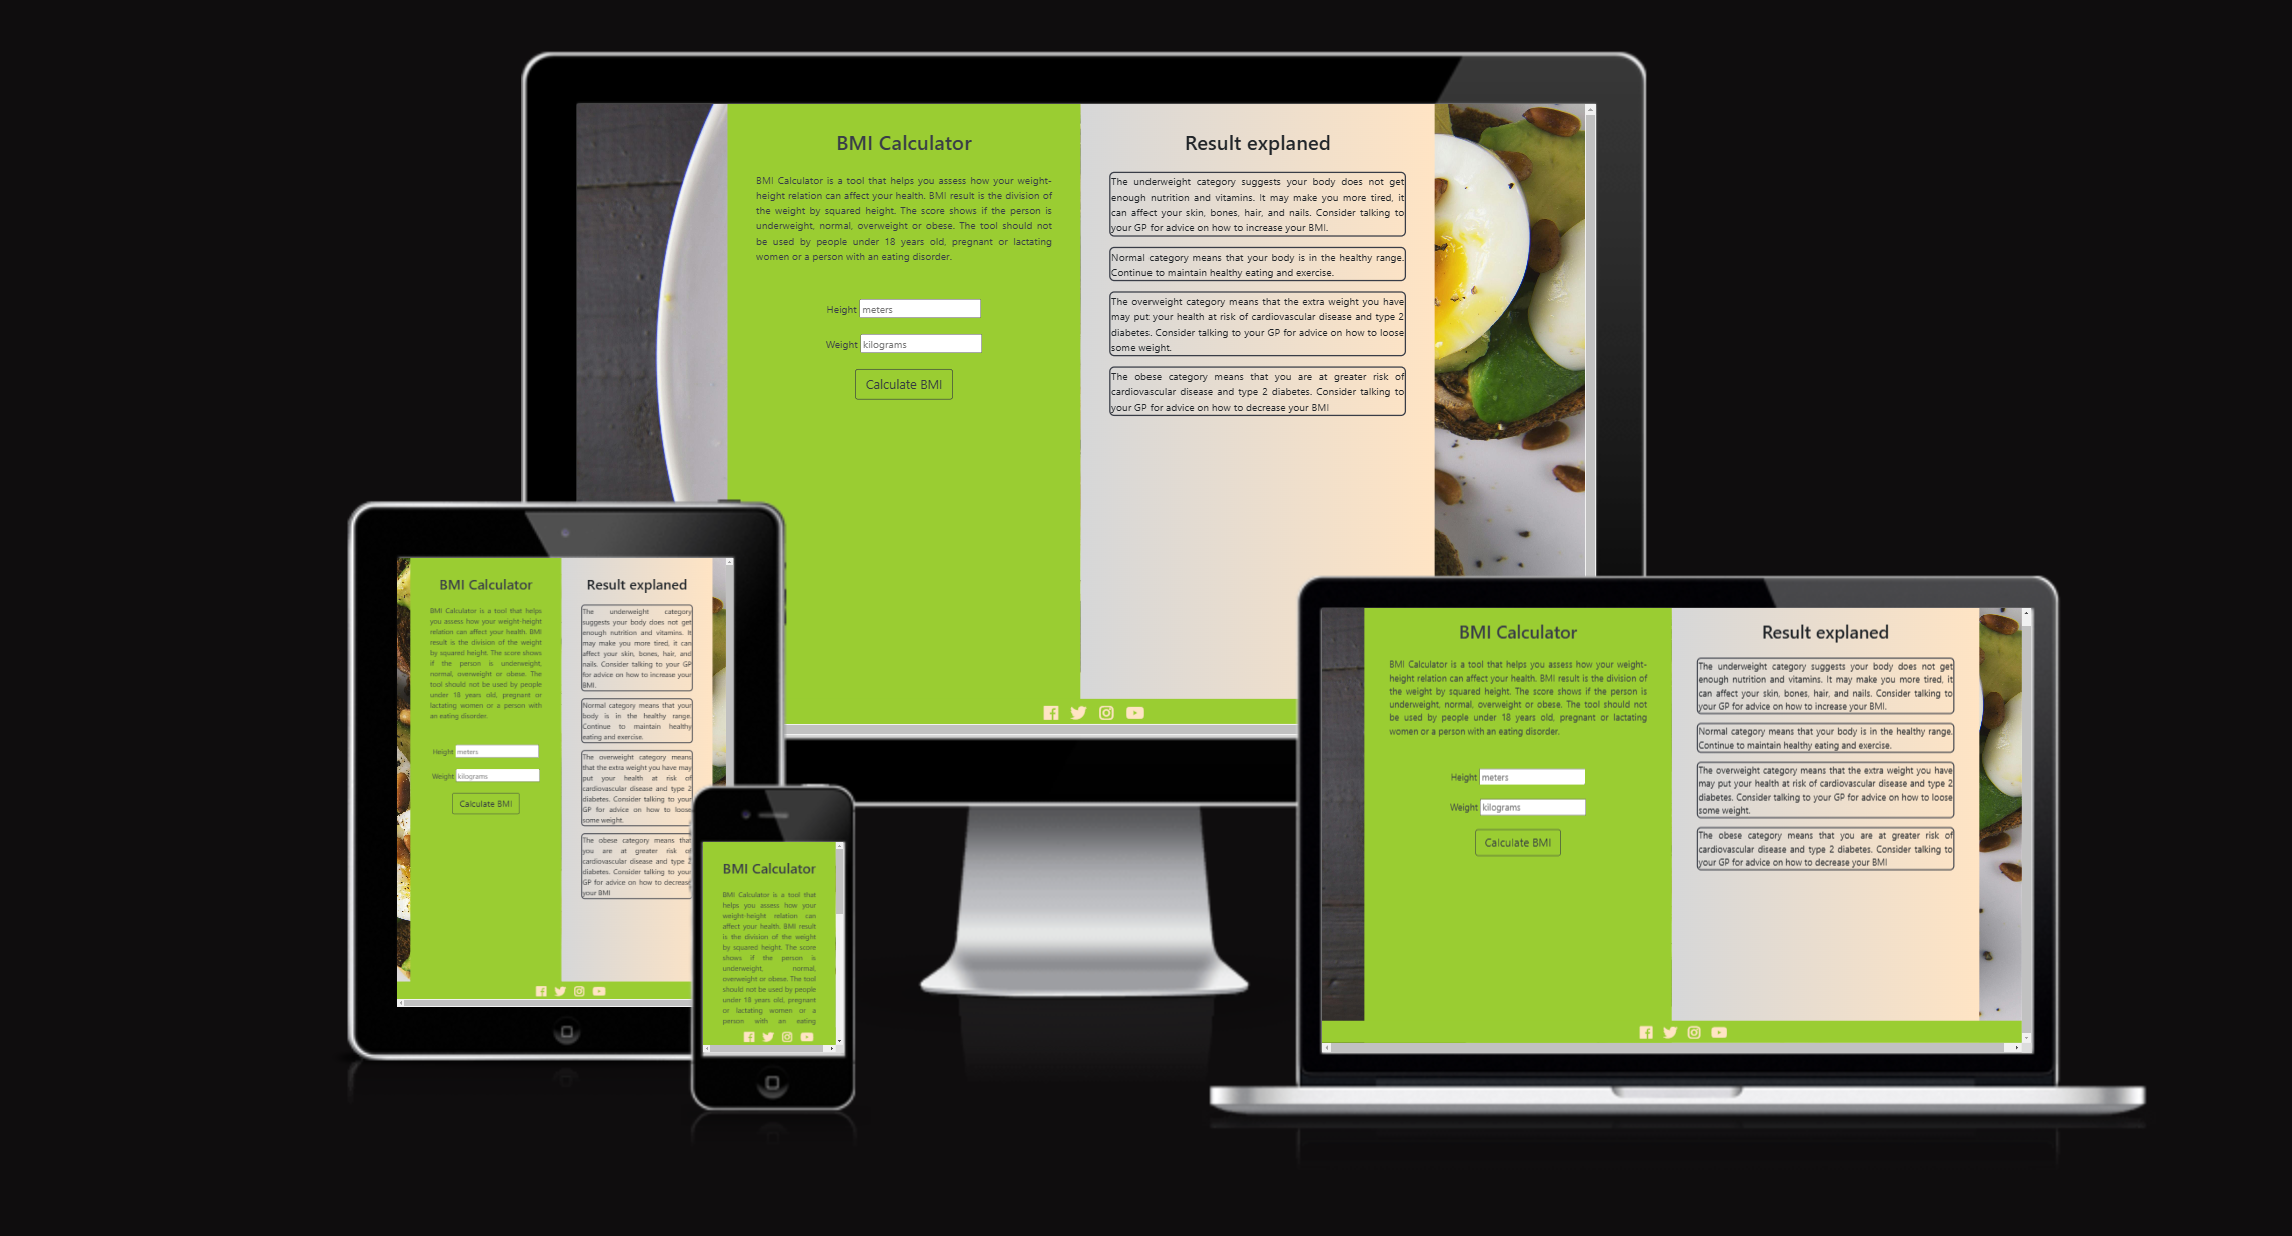 BMI Calculator
BMI Calculator is a tool that helps you assess how your weight-
height relation can affect your health. BMI result is the division of
the weight by squared height. The score shows if the person is
underweight, normal, overweight or obese. The tool should not
be used by people under 18 years old, pregnant or lactating
women or a person with an eating disorder.
Height meters
Weight kilograms
Calculate BMI
Result explaned
The underweight category suggests your body does not get
enough nutrition and vitamins. It may make you more tired, it
can affect your skin, bones, hair, and nails. Consider talking to
your GP for advice on how to increase your BMI.
Normal category means that your body is in the healthy range.
Continue to maintain healthy eating and exercise.
The overweight category means that the extra weight you have
may put your health at risk of cardiovascular disease and type 2
diabetes. Consider talking to your GP for advice on how to loose
some weight.
The obese category means that you are at greater risk of
cardiovascular disease and type 2 diabetes. Consider talking to
your GP for advice on how to decrease your BMI
BMI Calculator
BMI Calculator is a tool that helps
you assess how your weight-height
relation can affect your health. BMI
result is the division of the weight
by squared height. The score shows
if the person is underweight,
normal, overweight or obese. The
tool should not be used by people
under 18 years old, pregnant or
lactating women or a person with
an eating disorder.
Height meters
Weight kilograms
Calculate BMI
Result explaned
The underweight category
suggests your body does not get
enough nutrition and vitamins. It
may make you more tired, it can
affect your skin, bones, hair, and
nails. Consider talking to your GP
for advice on how to increase your
BMI.
Normal category means that your
body is in the healthy range.
Continue to maintain healthy
eating and exercise.
The overweight category means
that the extra weight you have may
put your health at risk of
cardiovascular disease and type 2
diabetes. Consider talking to your
GP for advice on how to loose
some weight.
The obese category means that
you are at greater risk of
cardiovascular disease and type 2
diabetes. Consider talking to your
GP for advice on how to decrease
your BMI
BMI Calculator
BMI Calculator is a tool that
helps you assess how your
weight-height relation can
affect your health. BMI result
is the division of the weight
by squared height. The score
shows if the person is
underweight, normal,
overweight or obese. The tool
should not be used by people
under 18 years old, pregnant
or lactating women or a
person with an eating
BMI Calculator
BMI Calculator is a tool that helps you assess how your weight-
height relation can affect your health. BMI result is the division of
the weight by squared height. The score shows if the person is
underweight, normal, overweight or obese. The tool should not
be used by people under 18 years old, pregnant or lactating
women or a person with an eating disorder.
Height meters
Weight kilograms
Calculate BMI
Result explaned
The underweight category suggests your body does not get
enough nutrition and vitamins. It may make you more tired, it
can affect your skin, bones, hair, and nails. Consider talking to
your GP for advice on how to increase your BMI.
Normal category means that your body is in the healthy range.
Continue to maintain healthy eating and exercise.
The overweight category means that the extra weight you have
may put your health at risk of cardiovascular disease and type 2
diabetes. Consider talking to your GP for advice on how to loose
some weight.
The obese category means that you are at greater risk of
cardiovascular disease and type 2 diabetes. Consider talking to
your GP for advice on how to decrease your BMI